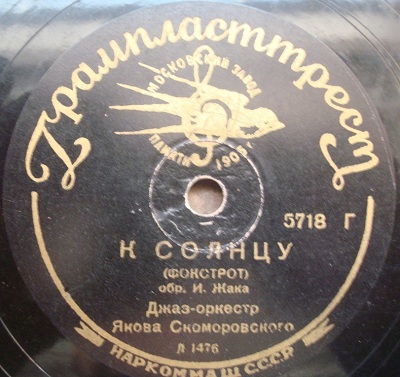 Грампласттрест
МОСКОВСКИЙ ЗАВОД
ПАМЯТИ 1905 г.
5718 Г
К СОЛНЦУ
(ФОКСТРОТ)
обр. И. Жака
Джаз-оркестр
Якова Скоморовского
Л 1476
НАРКОММАШ СССР